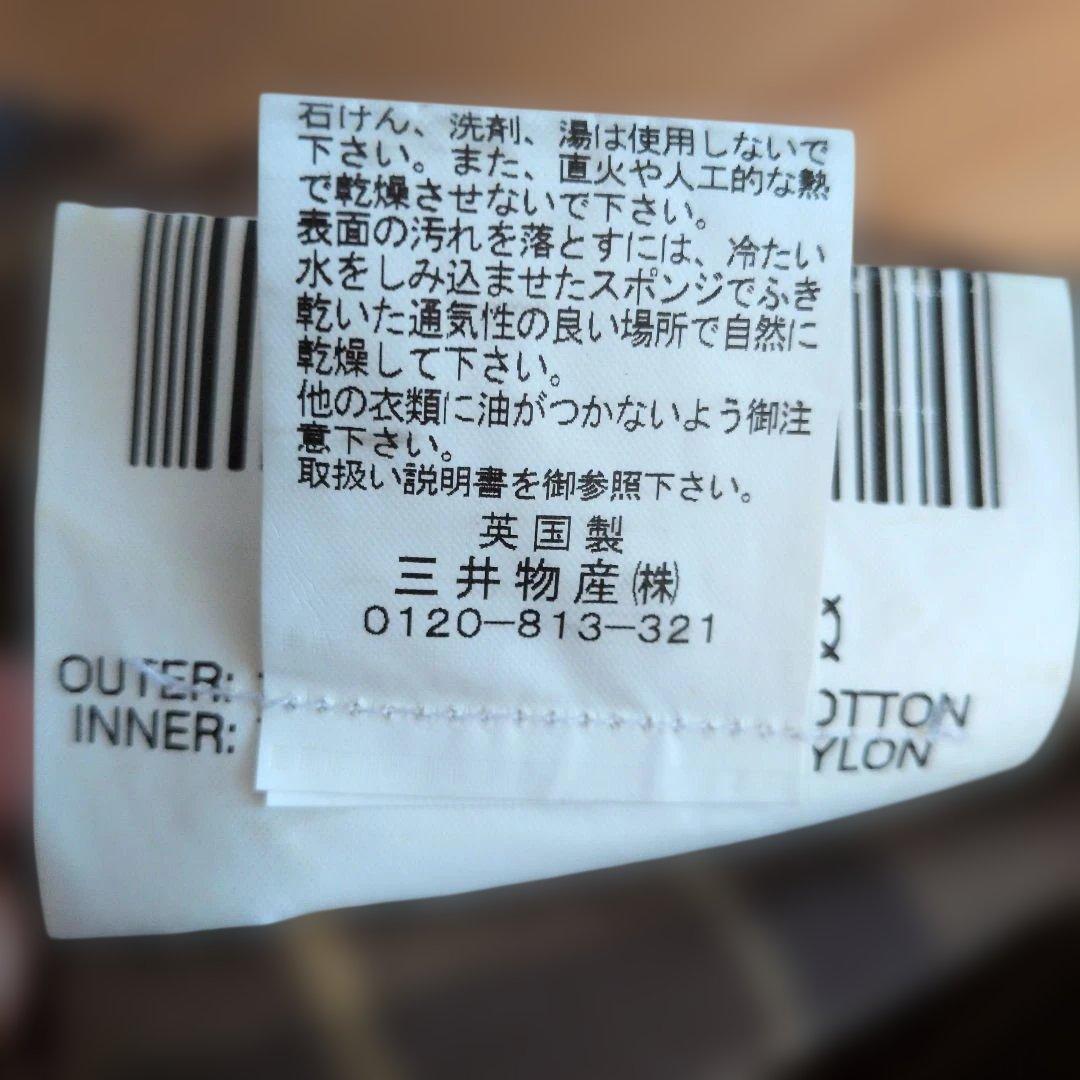 石けん、洗剤、湯は使用しないで
下さい。また、直火や人工的な熱
で乾燥させないで下さい。
表面の汚れを落とすには、冷たい
水をしみ込ませたスポンジでふき
乾いた通気性の良い場所で自然に
乾燥して下さい。
他の衣類に油がつかないよう御注
意下さい。
取扱い説明書を御参照下さい。
英国製
三井物産㈱
0120-813-321
OUTER:
INNER: